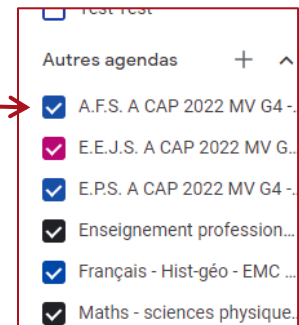 Test Test
Autres agendas
A.F.S. A CAP 2022 MV G4 -..
E.E.J.S. A CAP 2022 MV G...
E.P.S. A CAP 2022 MV G4 -..
Enseignement profession...
Français - Hist-géo - EMC ...
Maths - sciences physique..